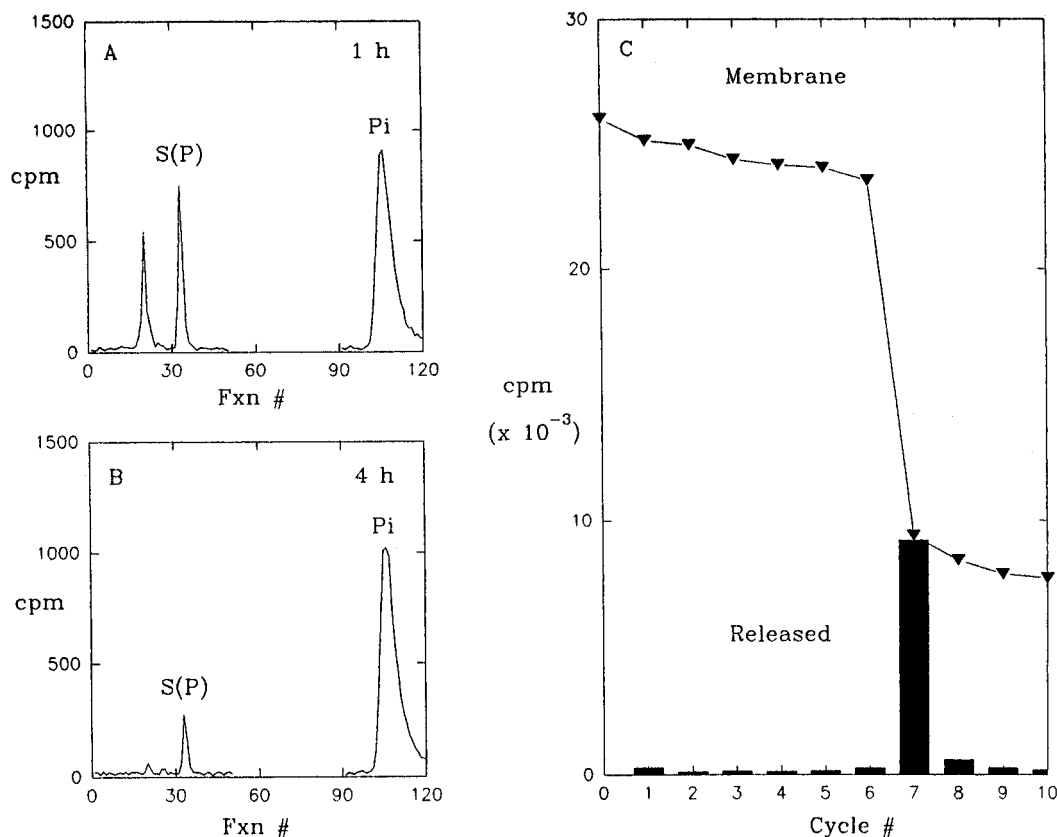 A
1 h
1500
1000
500
0
cpm
S(P)
Pi
0 30 60 90 120
Fxn #
B
4 h
1500
1000
500
0
cpm
S(P)
Pi
0 30 60 90 120
Fxn #
C
30
20
10
0
cpm
(x 10⁻³)
Membrane
Released
0 1 2 3 4 5 6 7 8 9 10
Cycle #